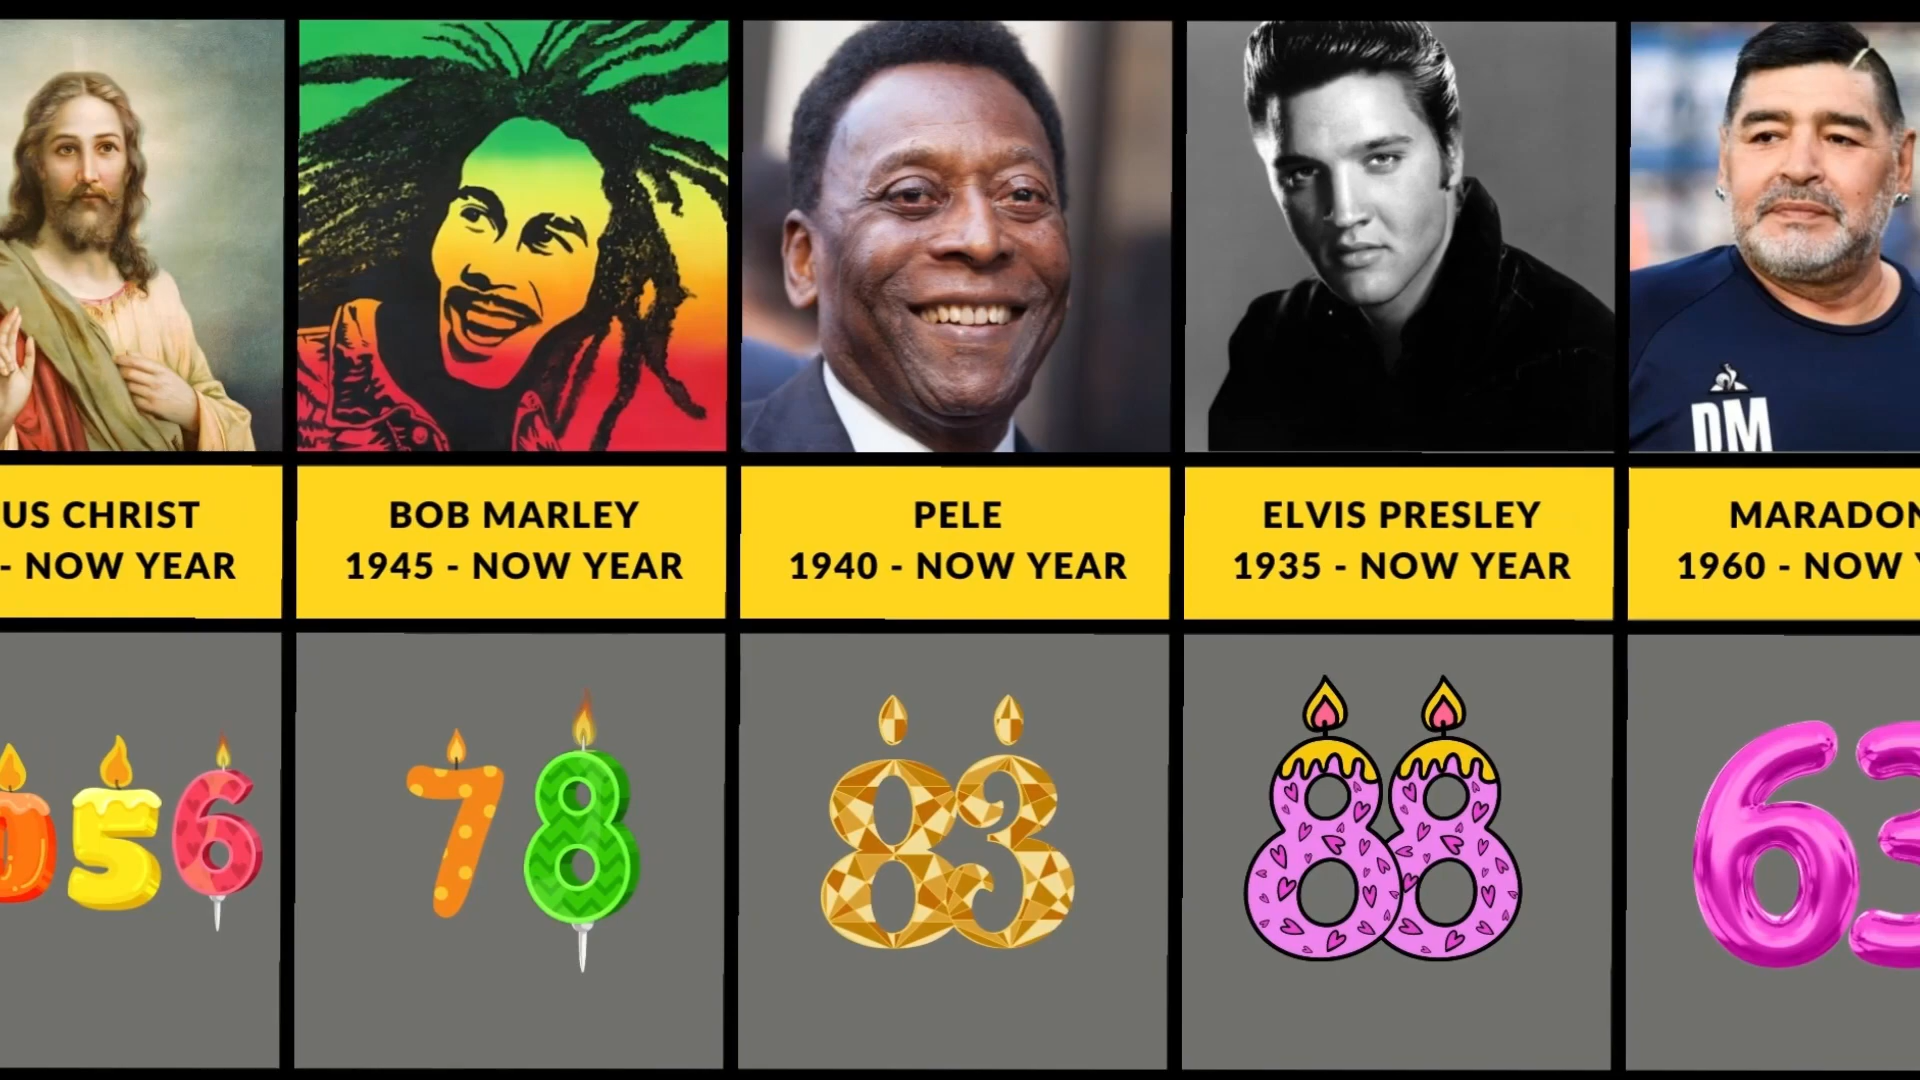 DM
US CHRIST
- NOW YEAR
BOB MARLEY
1945 - NOW YEAR
PELE
1940 - NOW YEAR
ELVIS PRESLEY
1935 - NOW YEAR
MARADON
1960 - NOW
056
78
83
88
63